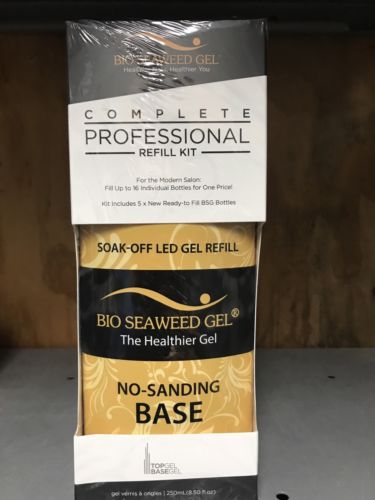 BIO SEAWEED GEL
Healthier Nails, Healthier You
COMPLETE
PROFESSIONAL
REFILL KIT
For the Modern Salon:
Fill Up to 16 Individual Bottles for One Price!
Kit Includes 5 x New Ready-to Fill BSG Bottles
SOAK-OFF LED GEL REFILL
BIO SEAWEED GEL®
The Healthier Gel
NO-SANDING
BASE
TOPGEL
BASEGEL
gel vernis à ongles | 250mL(8.50 fl oz)